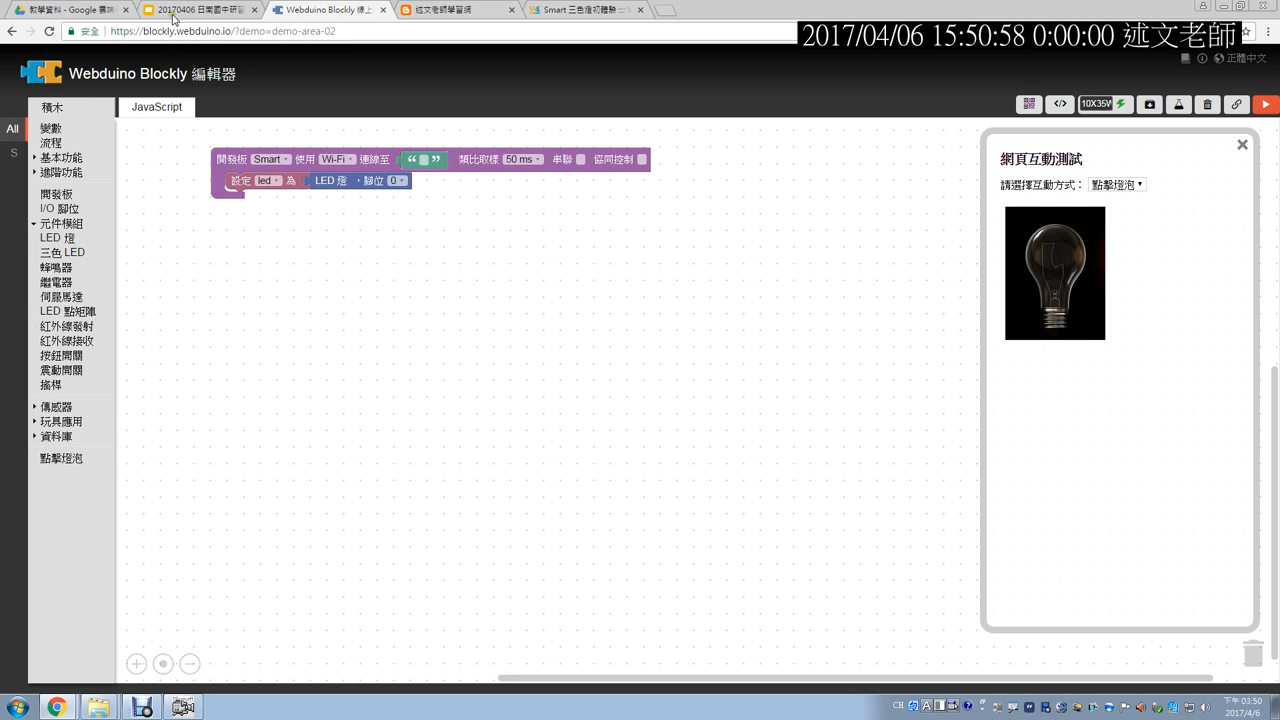 教學資料 - Google 雲端
20170406 日南國中研習
Webduino Blockly 線上
述文老師學習網
Smart 三色燈初體驗 :::
安全
https://blockly.webduino.io/?demo=demo-area-02
2017/04/06 15:50:58 0:00:00 述文老師
Webduino Blockly 編輯器
正體中文
積木
JavaScript
10X35W
All
S
變數
流程
基本功能
進階功能
開發板
I/O 腳位
元件模組
LED 燈
三色 LED
蜂鳴器
繼電器
伺服馬達
LED 點矩陣
紅外線發射
紅外線接收
按鈕開關
震動開關
搖桿
傳感器
玩具應用
資料庫
點擊燈泡
開發板 Smart 使用 Wi-Fi 連線至 “ ” 類比取樣 50 ms 串聯 協同控制
設定 led 為 LED 燈 ,腳位 0
網頁互動測試
請選擇互動方式: 點擊燈泡
CH
下午 03:50
2017/4/6